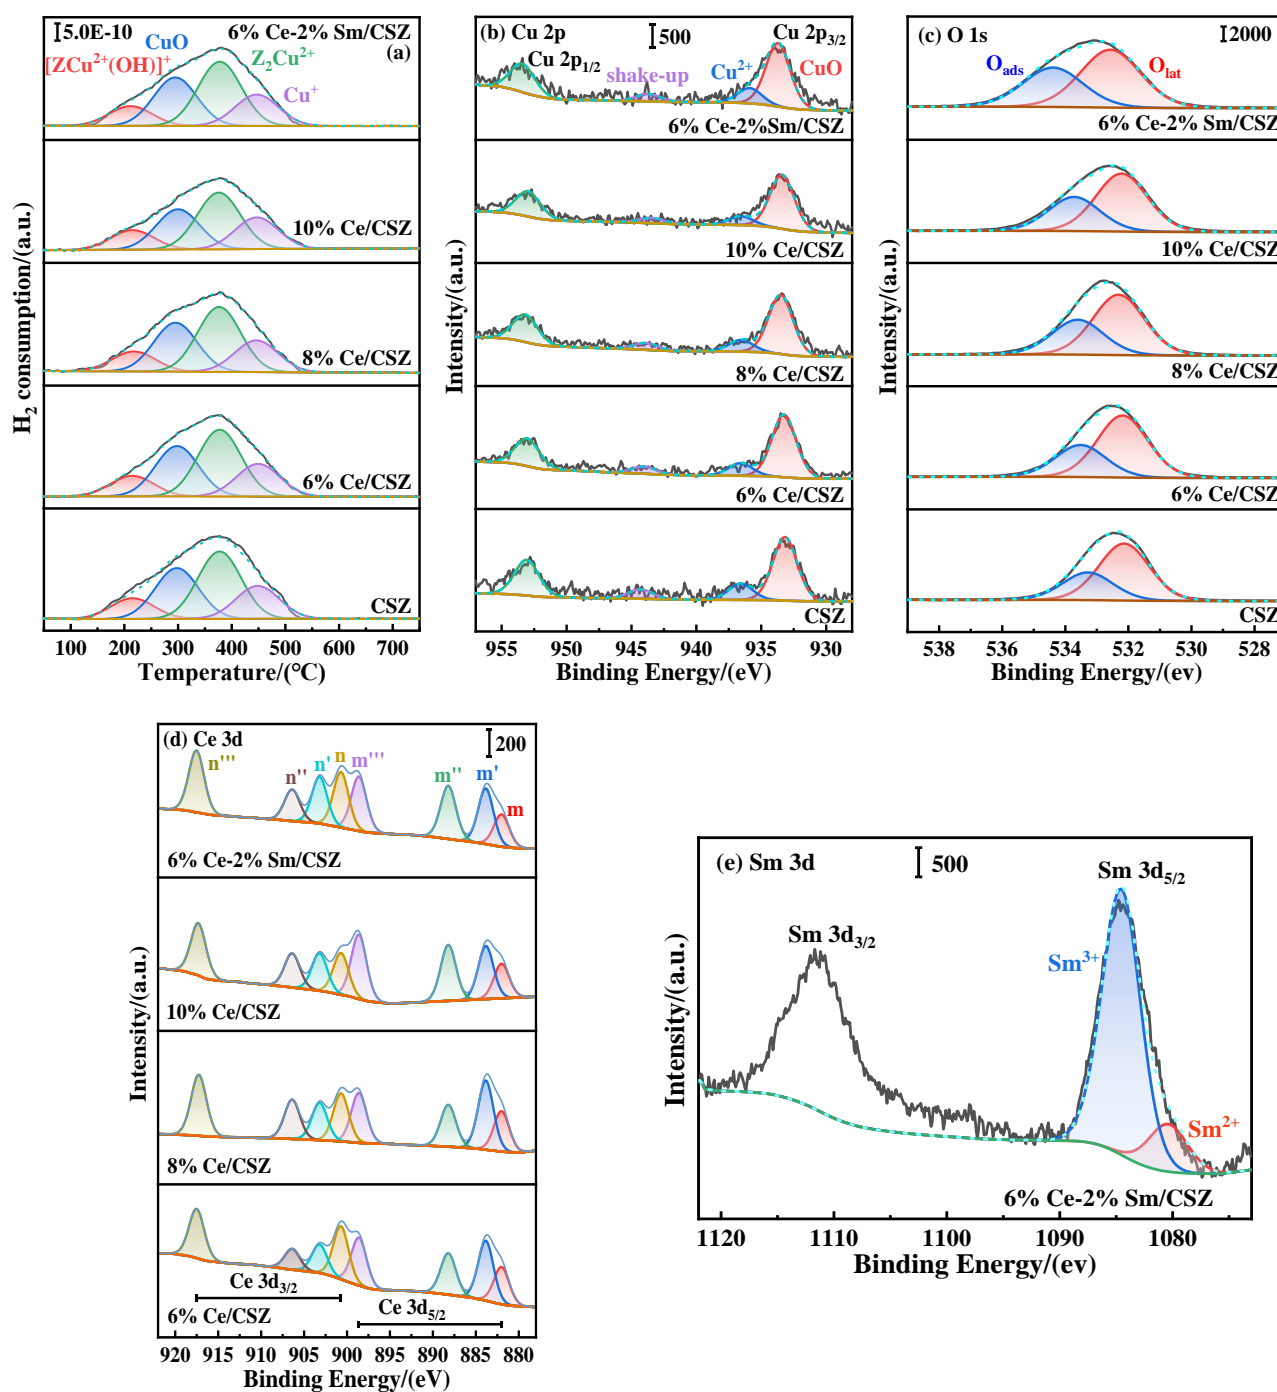 5.0E-10
6% Ce-2% Sm/CSZ
(a)
CuO
[ZCu²⁺(OH)]⁺
Z₂Cu²⁺
Cu⁺
10% Ce/CSZ
8% Ce/CSZ
6% Ce/CSZ
CSZ
H₂ consumption/(a.u.)
100 200 300 400 500 600 700
Temperature/(°C)
(b) Cu 2p
500
Cu 2p₃/₂
Cu 2p₁/₂
shake-up
Cu²⁺
CuO
6% Ce-2%Sm/CSZ
10% Ce/CSZ
8% Ce/CSZ
6% Ce/CSZ
CSZ
Intensity/(a.u.)
955 950 945 940 935 930
Binding Energy/(eV)
(c) O 1s
2000
Oads
Olat
6% Ce-2% Sm/CSZ
10% Ce/CSZ
8% Ce/CSZ
6% Ce/CSZ
CSZ
Intensity/(a.u.)
538 536 534 532 530 528
Binding Energy/(ev)
(d) Ce 3d
200
n''' n'' n' n m''' m'' m' m
6% Ce-2% Sm/CSZ
10% Ce/CSZ
8% Ce/CSZ
Ce 3d₃/₂
Ce 3d₅/₂
6% Ce/CSZ
Intensity/(a.u.)
920 915 910 905 900 895 890 885 880
Binding Energy/(eV)
(e) Sm 3d
500
Sm 3d₅/₂
Sm 3d₃/₂
Sm³⁺
Sm²⁺
6% Ce-2% Sm/CSZ
Intensity/(a.u.)
1120 1110 1100 1090 1080
Binding Energy/(ev)